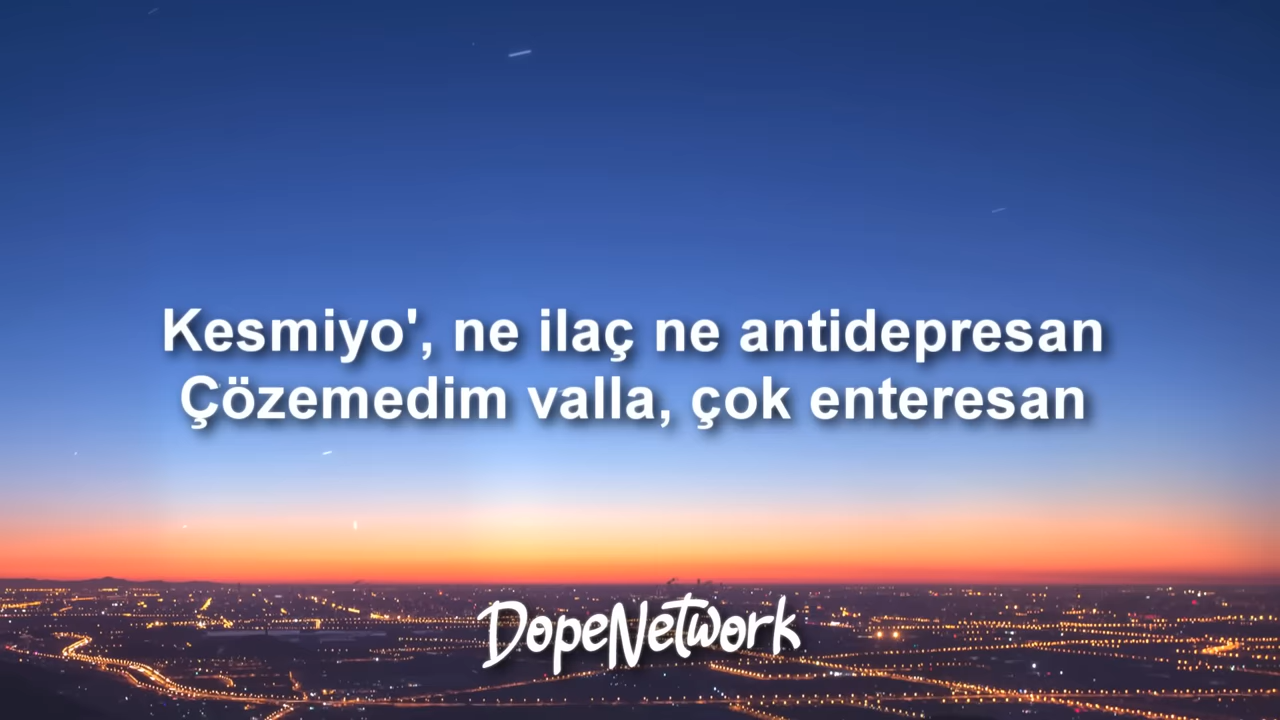 Kesmiyo', ne ilaç ne antidepresan
Çözemedim valla, çok enteresan
DopeNetwork